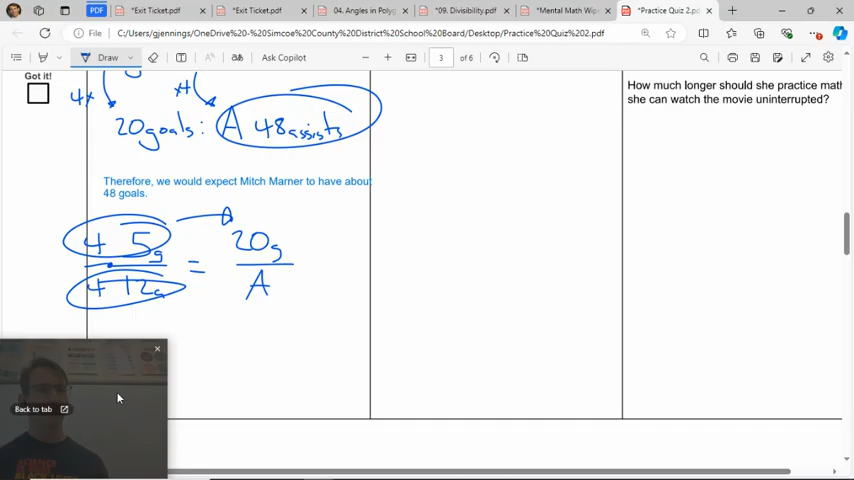 PDF
*Exit Ticket.pdf
*Exit Ticket.pdf
04. Angles in Polyg
*09. Divisibility.pdf
*Mental Math Wip
*Practice Quiz 2.pdf
File
C:/Users/gjennings/OneDrive%20-%20Simcoe%20County%20District%20School%20Board/Desktop/Practice%20Quiz%202.pdf
Draw
Ask Copilot
3 of 6
Got it!
4x
20goals: A 48assists
How much longer should she practice math
she can watch the movie uninterrupted?
Therefore, we would expect Mitch Marner to have about
48 goals.
4 · 5g = 20g
4 12a A
Back to tab